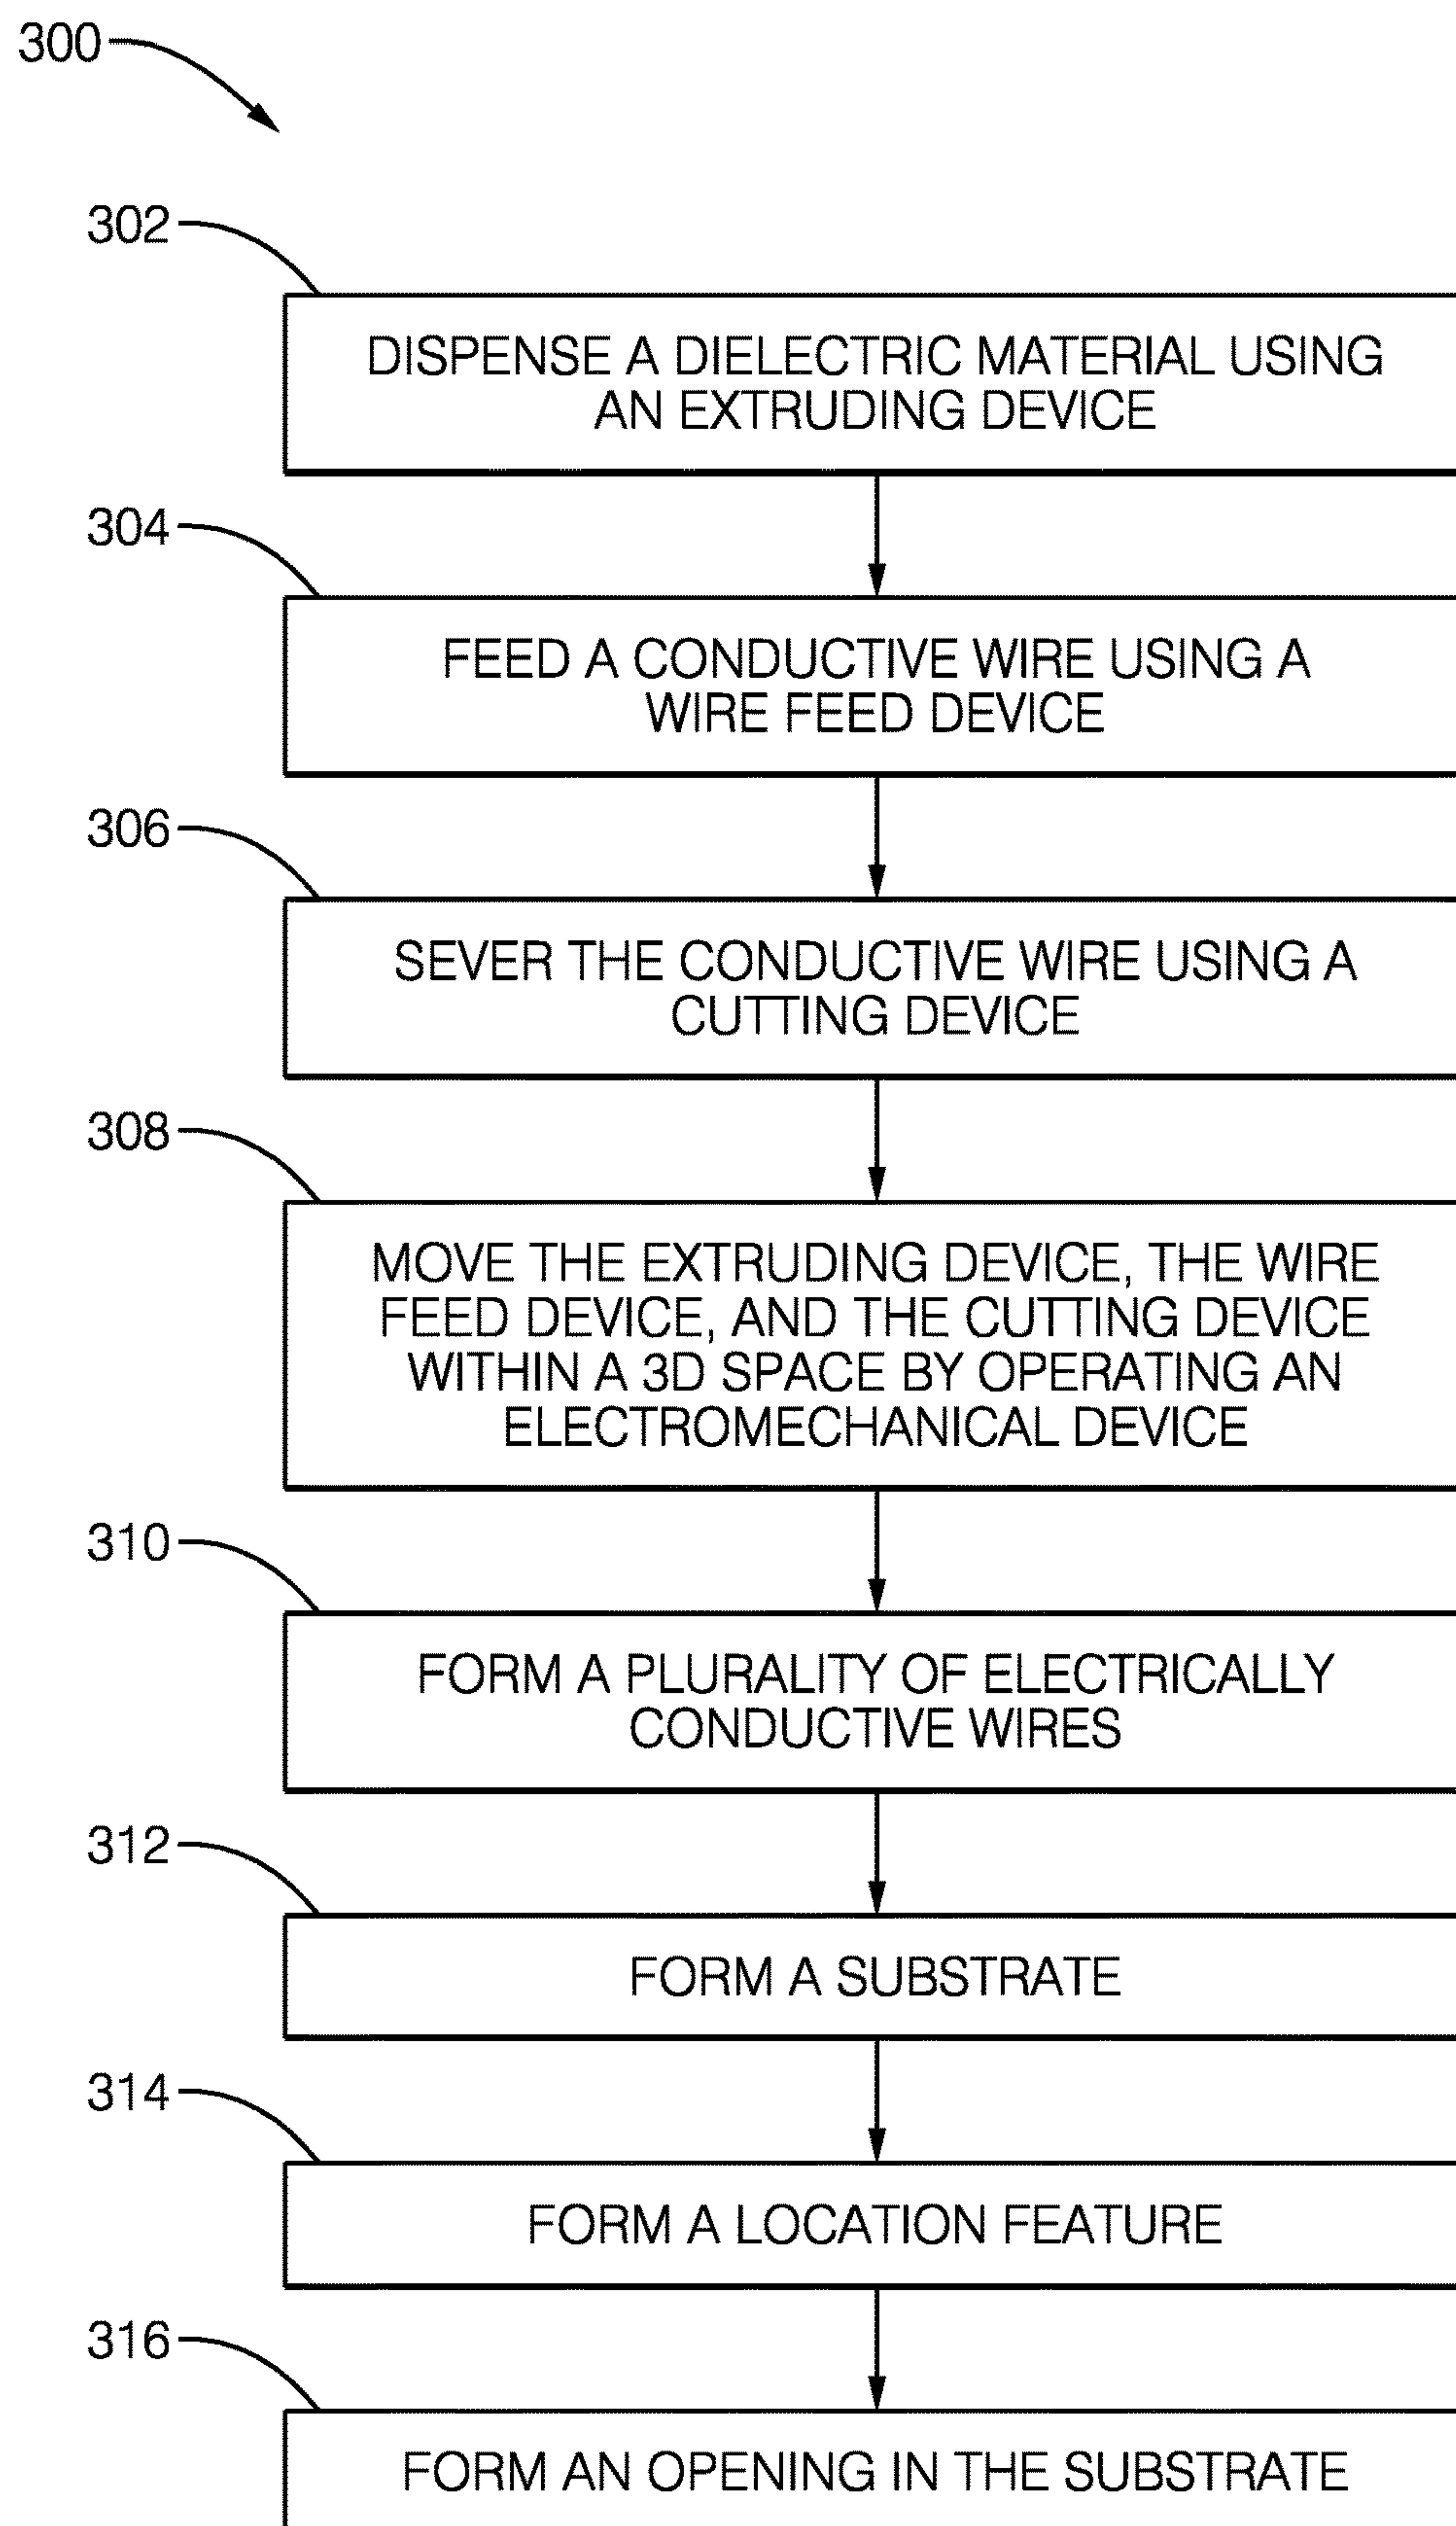 300
302
DISPENSE A DIELECTRIC MATERIAL USING
AN EXTRUDING DEVICE
304
FEED A CONDUCTIVE WIRE USING A
WIRE FEED DEVICE
306
SEVER THE CONDUCTIVE WIRE USING A
CUTTING DEVICE
308
MOVE THE EXTRUDING DEVICE, THE WIRE
FEED DEVICE, AND THE CUTTING DEVICE
WITHIN A 3D SPACE BY OPERATING AN
ELECTROMECHANICAL DEVICE
310
FORM A PLURALITY OF ELECTRICALLY
CONDUCTIVE WIRES
312
FORM A SUBSTRATE
314
FORM A LOCATION FEATURE
316
FORM AN OPENING IN THE SUBSTRATE